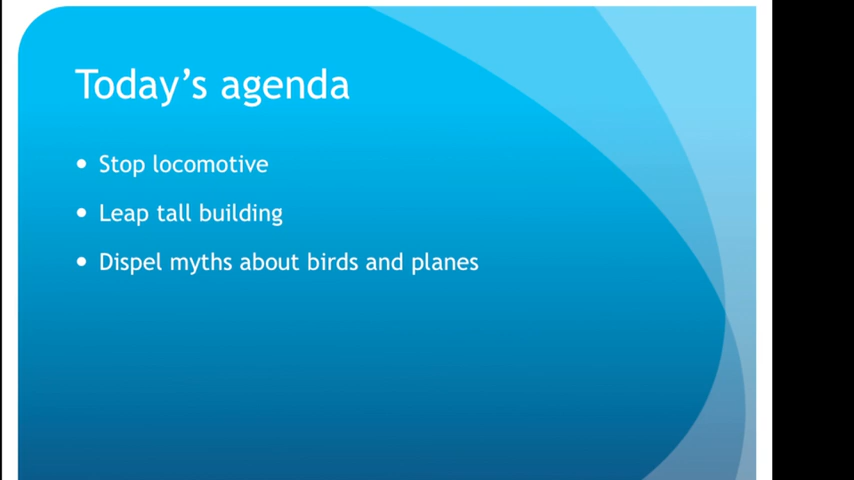 Today’s agenda
• Stop locomotive
• Leap tall building
• Dispel myths about birds and planes